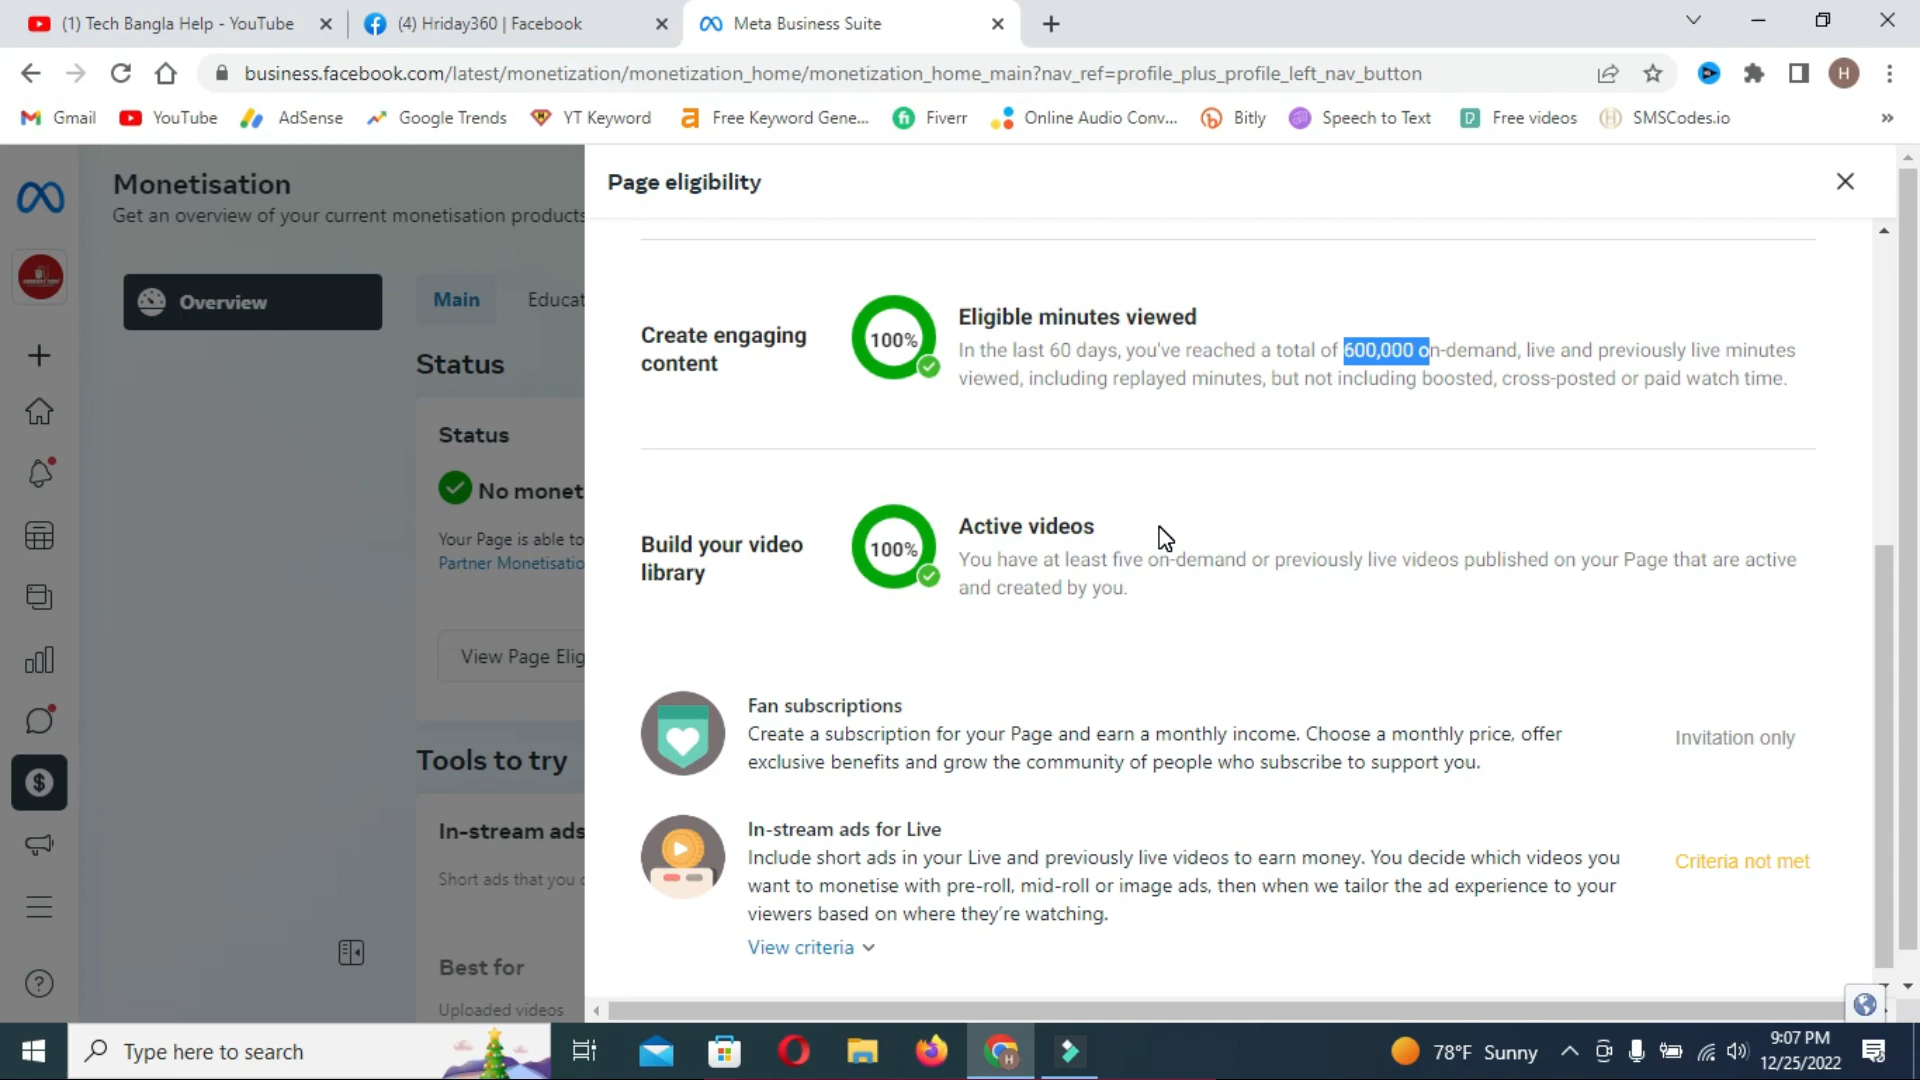 (1) Tech Bangla Help - YouTube
(4) Hriday360 | Facebook
Meta Business Suite
business.facebook.com/latest/monetization/monetization_home/monetization_home_main?nav_ref=profile_plus_profile_left_nav_button
H
Gmail
YouTube
AdSense
Google Trends
YT Keyword
Free Keyword Gene...
Fiverr
Online Audio Conv...
Bitly
Speech to Text
Free videos
SMSCodes.io
»
Monetisation
Get an overview of your current monetisation products
Overview
Main
Educat
Status
Status
No monet
Your Page is able to
Partner Monetisatio
View Page Elig
Tools to try
In-stream ads
Short ads that you c
Best for
Uploaded videos
Page eligibility
Create engaging
content
100%
Eligible minutes viewed
In the last 60 days, you've reached a total of 600,000 on-demand, live and previously live minutes
viewed, including replayed minutes, but not including boosted, cross-posted or paid watch time.
Build your video
library
100%
Active videos
You have at least five on-demand or previously live videos published on your Page that are active
and created by you.
Fan subscriptions
Create a subscription for your Page and earn a monthly income. Choose a monthly price, offer
exclusive benefits and grow the community of people who subscribe to support you.
Invitation only
In-stream ads for Live
Include short ads in your Live and previously live videos to earn money. You decide which videos you
want to monetise with pre-roll, mid-roll or image ads, then when we tailor the ad experience to your
viewers based on where they're watching.
Criteria not met
View criteria
Type here to search
78°F Sunny
9:07 PM
12/25/2022